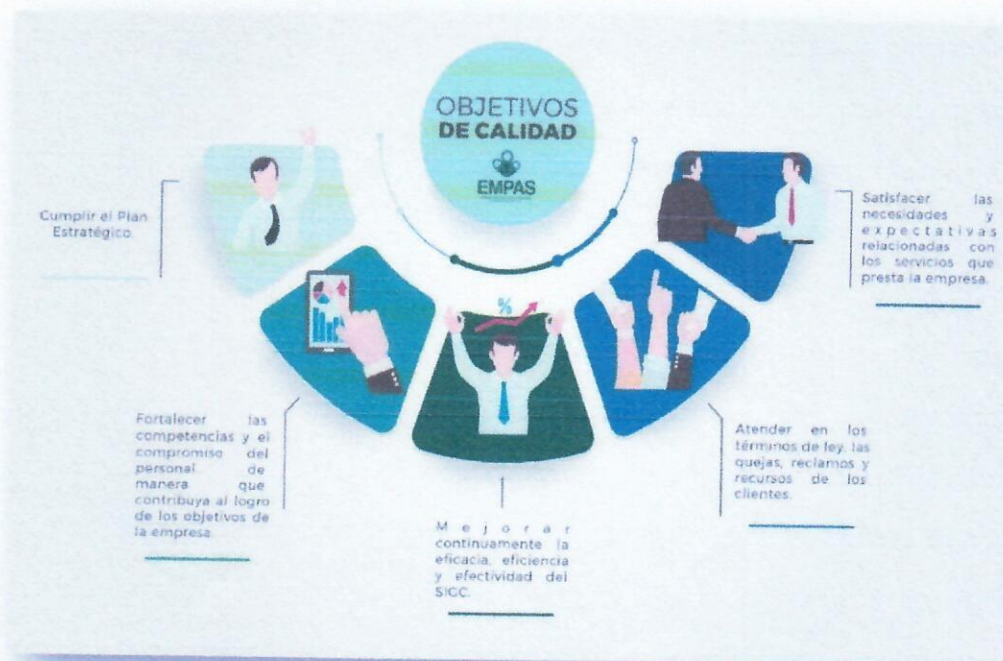 OBJETIVOS
DE CALIDAD
EMPAS
Cumplir el Plan
Estratégico.
Fortalecer las
competencias y el
compromiso del
personal de
manera que
contribuya al logro
de los objetivos de
la empresa
%
Mejorar
continuamente la
eficacia, eficiencia
y efectividad del
SIGC.
Atender en los
términos de ley, las
quejas, reclamos y
recursos de los
clientes.
Satisfacer las
necesidades y
expectativas
relacionadas con
los servicios que
presta la empresa.